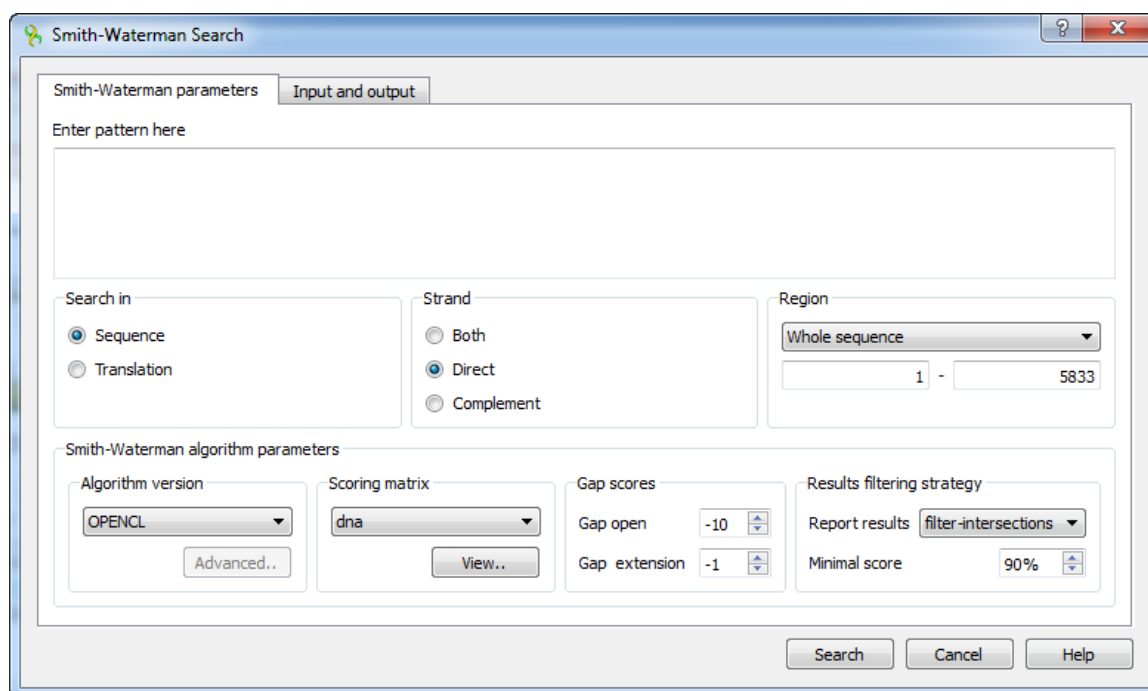 Smith-Waterman Search
Smith-Waterman parameters Input and output
Enter pattern here
Search in Strand Region
Sequence Both Whole sequence
Translation Direct 1 - 5833
Complement
Smith-Waterman algorithm parameters
Algorithm version Scoring matrix Gap scores Results filtering strategy
OPENCL dna Gap open -10 Report results filter-intersections
Advanced.. View.. Gap extension -1 Minimal score 90%
Search Cancel Help